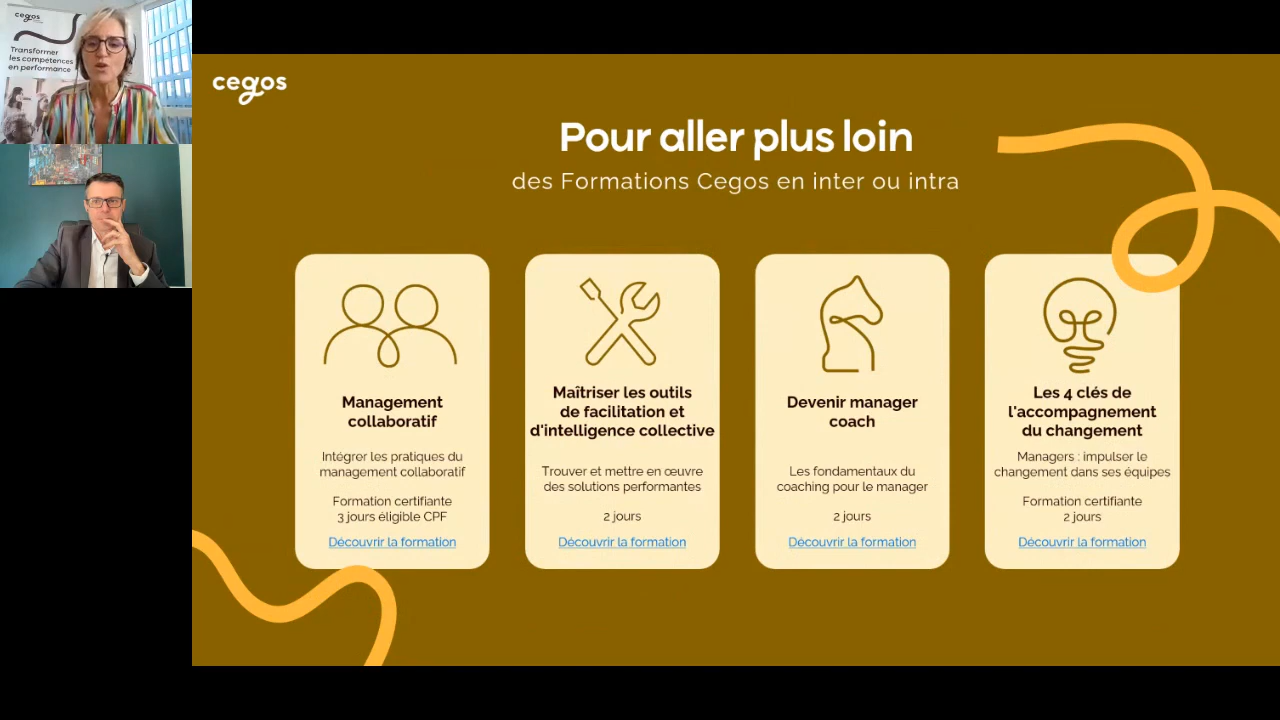 cegos
Transformer
les compétences
en performance
cegos
Pour aller plus loin
des Formations Cegos en inter ou intra
Management
collaboratif
Intégrer les pratiques du
management collaboratif
Formation certifiante
3 jours éligible CPF
Découvrir la formation
Maîtriser les outils
de facilitation et
d'intelligence collective
Trouver et mettre en œuvre
des solutions performantes
2 jours
Découvrir la formation
Devenir manager
coach
Les fondamentaux du
coaching pour le manager
2 jours
Découvrir la formation
Les 4 clés de
l'accompagnement
du changement
Managers : impulser le
changement dans ses équipes
Formation certifiante
2 jours
Découvrir la formation